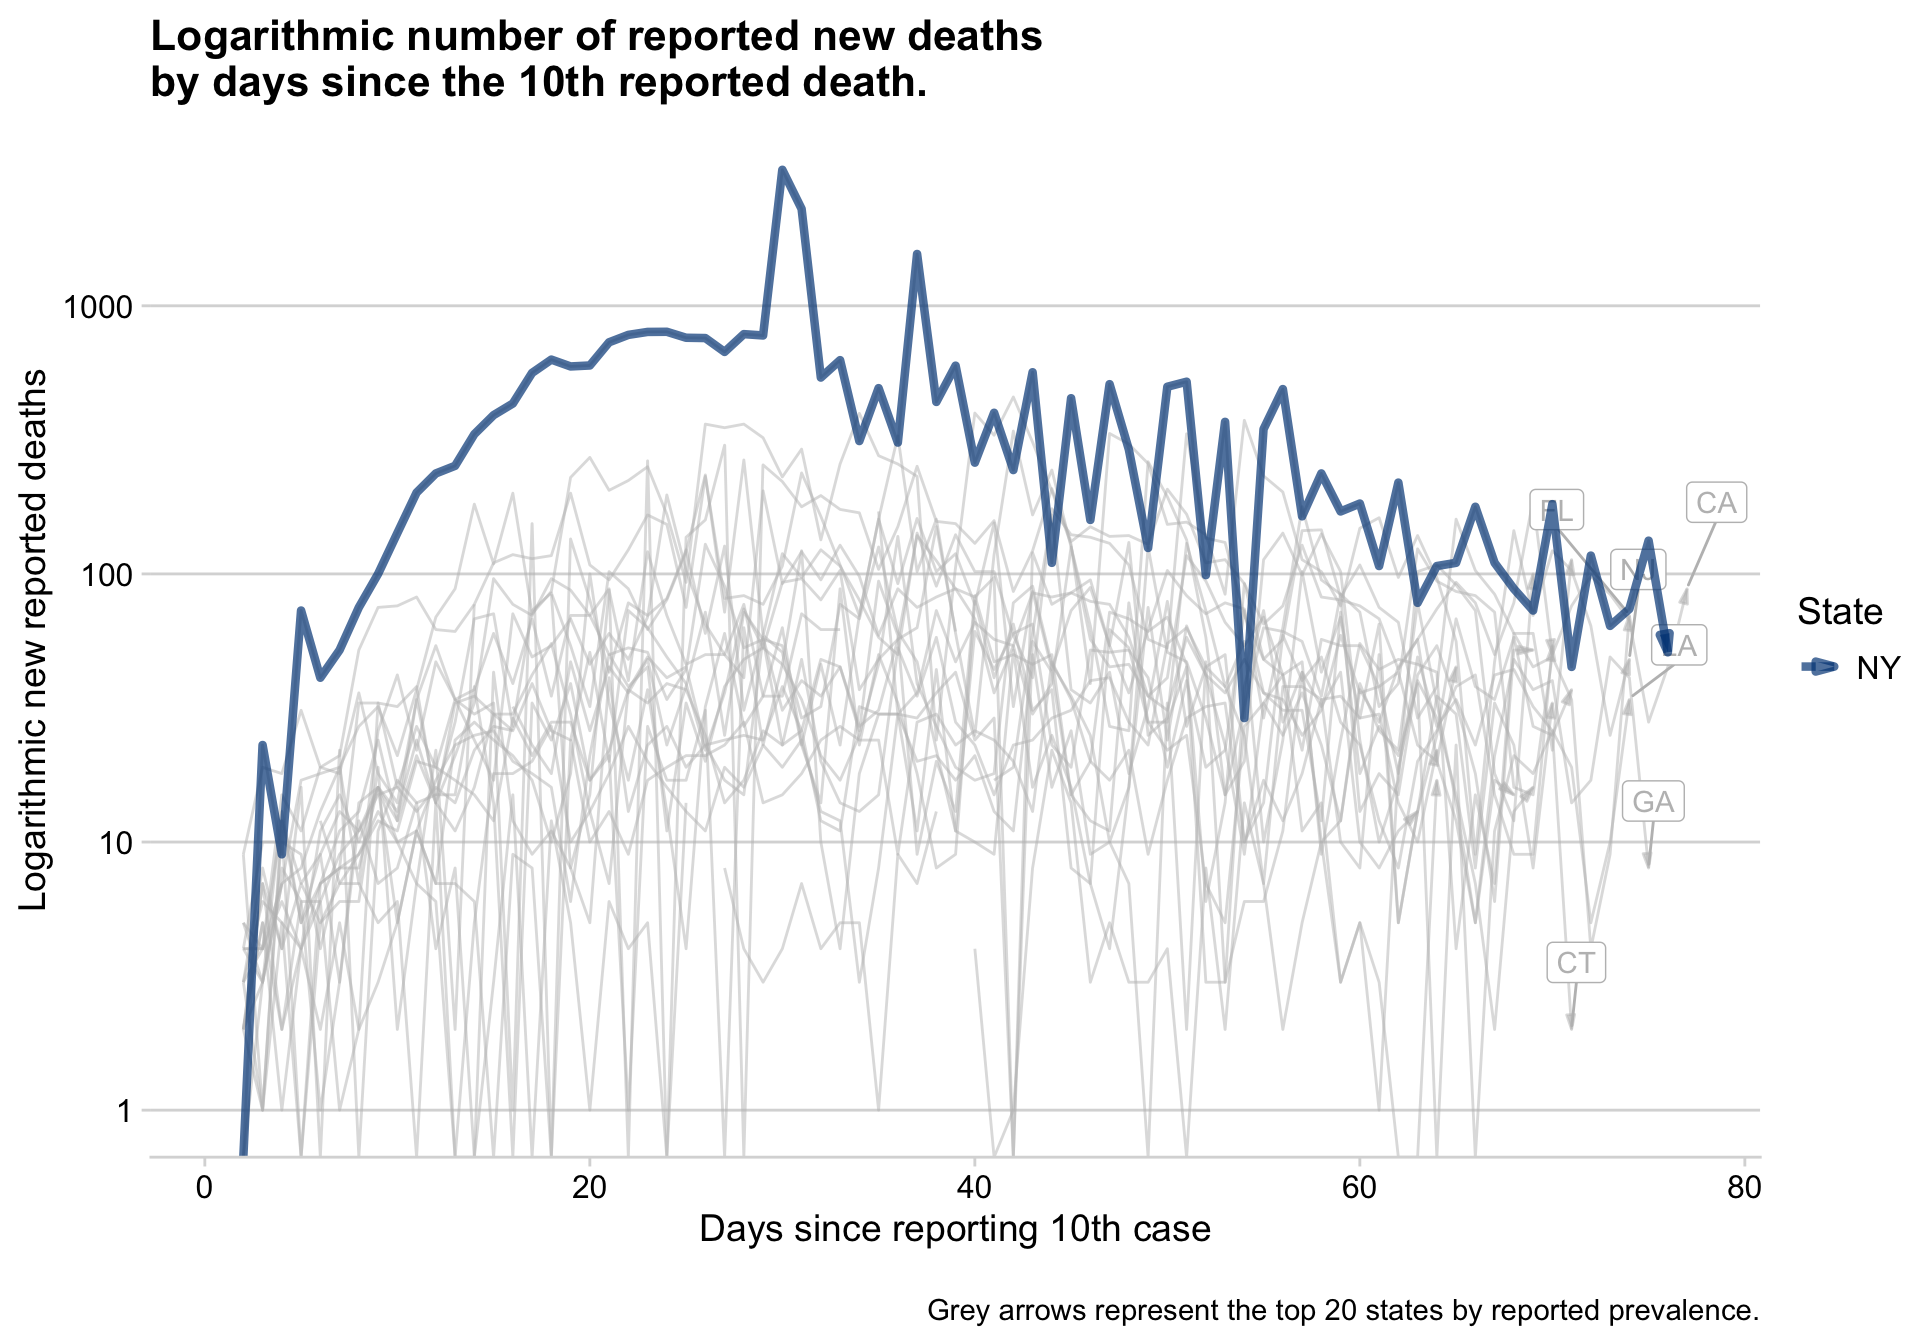 Logarithmic number of reported new deaths
by days since the 10th reported death.
Logarithmic new reported deaths
1000
100
10
1
FL
CA
NJ
LA
GA
CT
State
NY
0
20
40
60
80
Days since reporting 10th case
Grey arrows represent the top 20 states by reported prevalence.